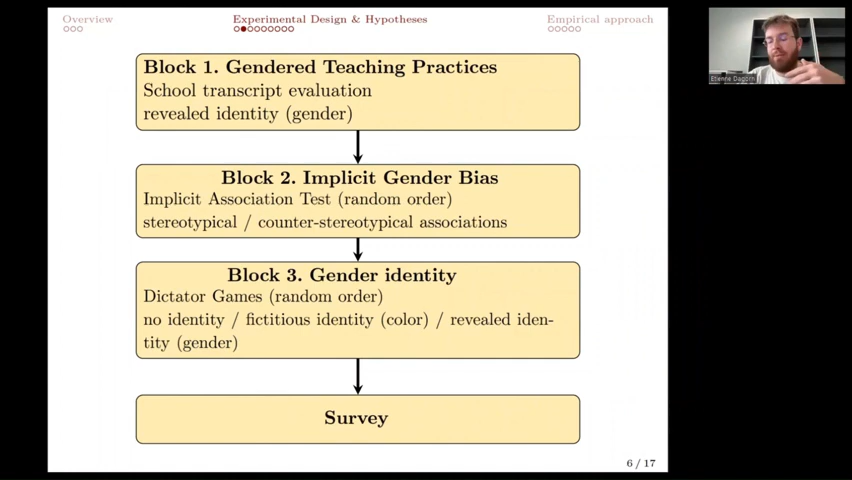 Overview
Experimental Design & Hypotheses
Empirical approach
Block 1. Gendered Teaching Practices
School transcript evaluation
revealed identity (gender)
Block 2. Implicit Gender Bias
Implicit Association Test (random order)
stereotypical / counter-stereotypical associations
Block 3. Gender identity
Dictator Games (random order)
no identity / fictitious identity (color) / revealed iden-
tity (gender)
Survey
6 / 17
Etienne Dagorn